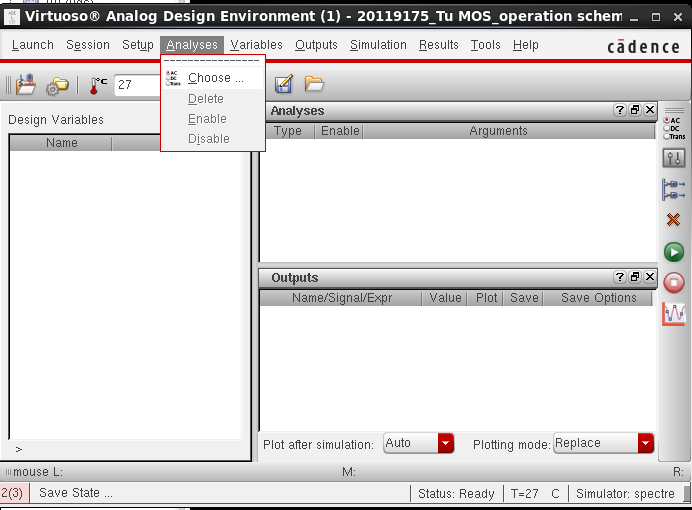 Virtuoso® Analog Design Environment (1) - 20119175_Tu MOS_operation schem
Launch Session Setup Analyses Variables Outputs Simulation Results Tools Help cādence
°C 27
Choose ...
Delete
Enable
Disable
Design Variables
Name
Analyses
Type Enable Arguments
AC
DC
Trans
Outputs
Name/Signal/Expr Value Plot Save Save Options
>
Plot after simulation: Auto Plotting mode: Replace
mouse L: M: R:
2(3) Save State ... Status: Ready T=27 C Simulator: spectre